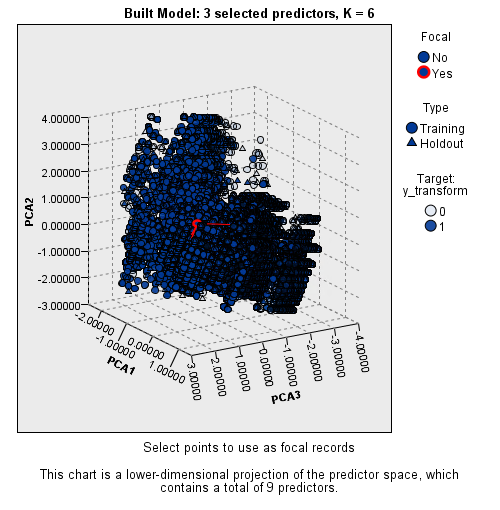 Built Model: 3 selected predictors, K = 6
Focal
No
Yes
Type
Training
Holdout
Target:
y_transform
0
1
PCA2
4.00000
3.00000
2.00000
1.00000
0.00000
-1.00000
-2.00000
-3.00000
PCA1
-2.00000
-1.00000
0.00000
1.00000
PCA3
3.00000
2.00000
1.00000
0.00000
-1.00000
-2.00000
-3.00000
-4.00000
Select points to use as focal records
This chart is a lower-dimensional projection of the predictor space, which
contains a total of 9 predictors.